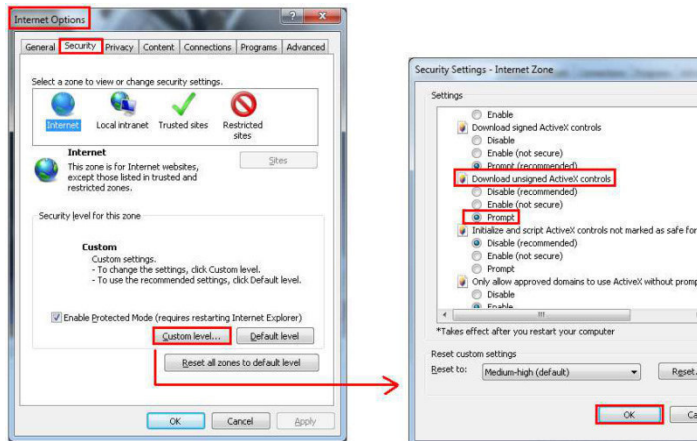 Internet Options
General Security Privacy Content Connections Programs Advanced
Select a zone to view or change security settings.
Internet Local intranet Trusted sites Restricted
sites
Internet
This zone is for Internet websites,
except those listed in trusted and
restricted zones.
Sites
Security level for this zone
Custom
Custom settings.
- To change the settings, click Custom level.
- To use the recommended settings, click Default level.
Enable Protected Mode (requires restarting Internet Explorer)
Custom level... Default level
Reset all zones to default level
OK Cancel Apply
Security Settings - Internet Zone
Settings
Enable
Download signed ActiveX controls
Disable
Enable (not secure)
Prompt (recommended)
Download unsigned ActiveX controls
Disable (recommended)
Enable (not secure)
Prompt
Initialize and script ActiveX controls not marked as safe for
Disable (recommended)
Enable (not secure)
Prompt
Only allow approved domains to use ActiveX without promp
Disable
Enable
*Takes effect after you restart your computer
Reset custom settings
Reset to: Medium-high (default) Reset.
OK Ca